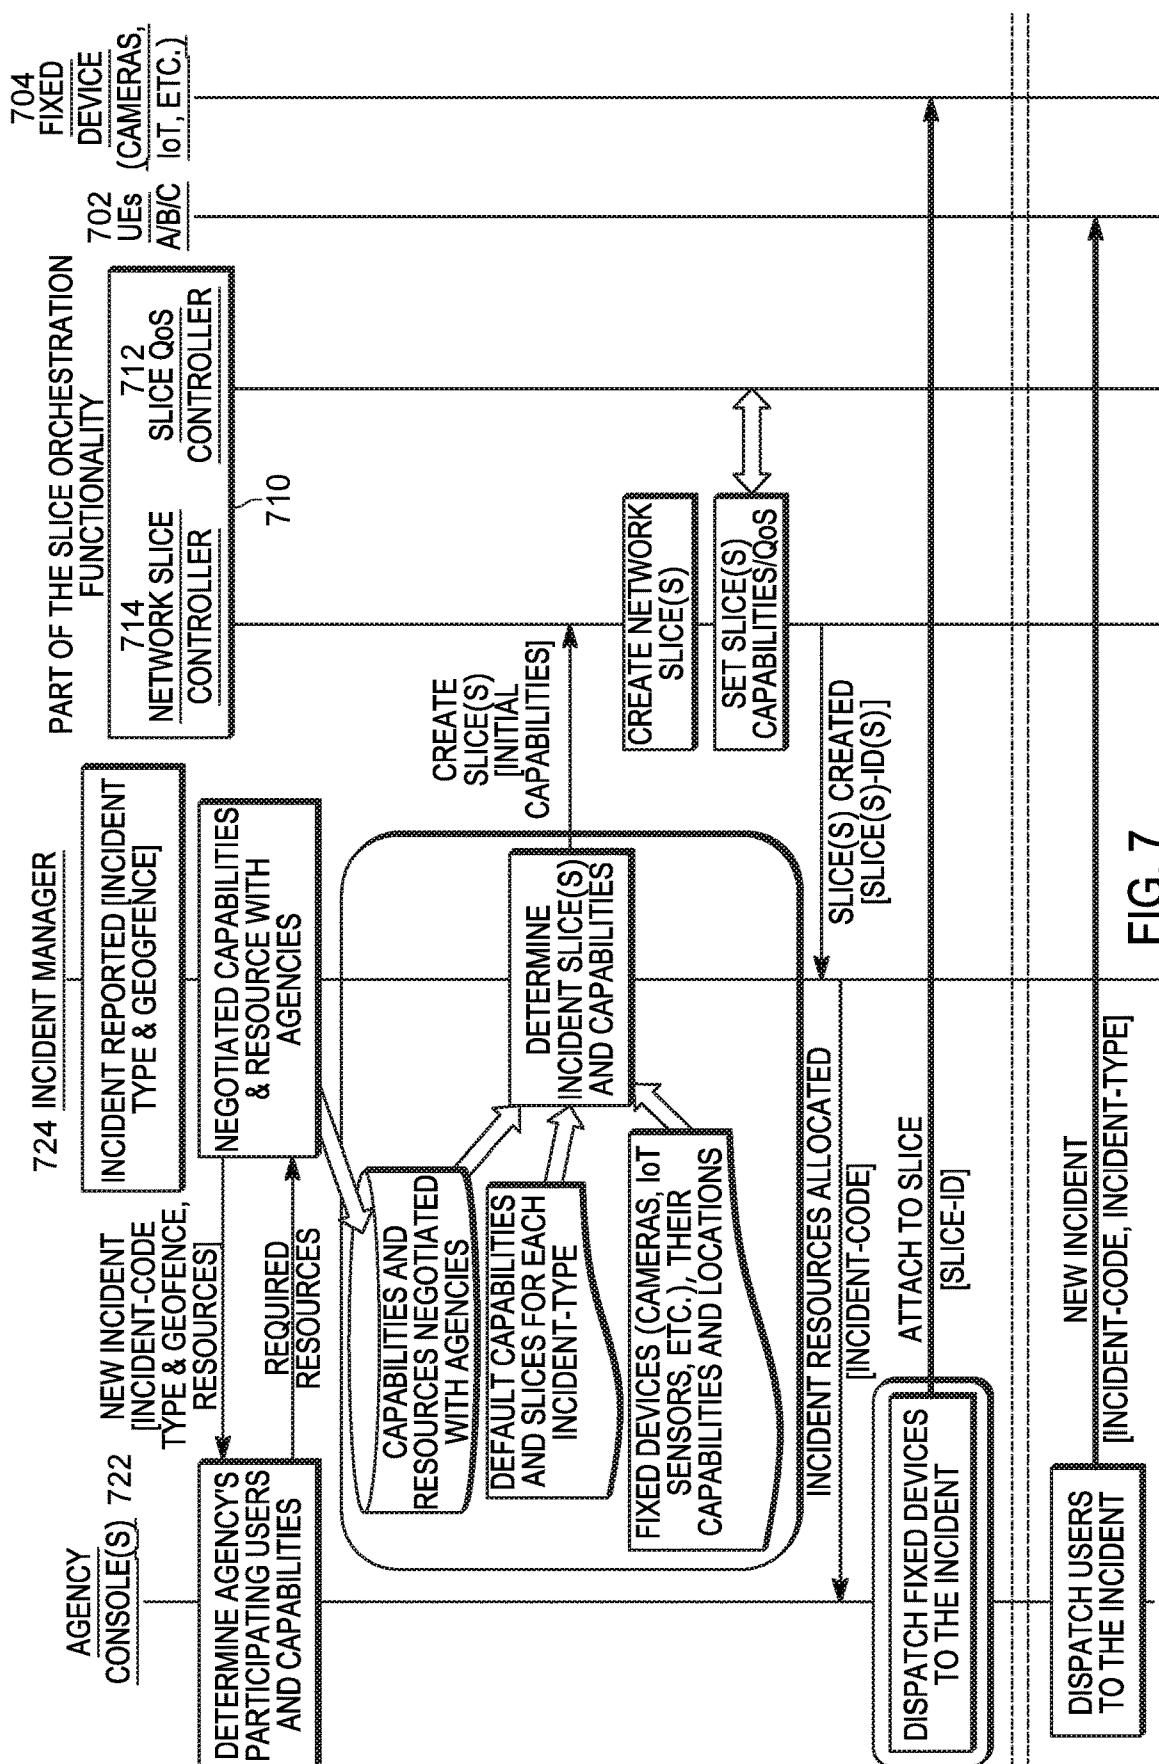 AGENCY
CONSOLE(S) 722
724 INCIDENT MANAGER
PART OF THE SLICE ORCHESTRATION
FUNCTIONALITY
714
NETWORK SLICE
CONTROLLER
712
SLICE QoS
CONTROLLER
710
702
UEs
A/B/C
704
FIXED
DEVICE
(CAMERAS,
IoT, ETC.)
INCIDENT REPORTED [INCIDENT
TYPE & GEOGFENCE]
DETERMINE AGENCY'S
PARTICIPATING USERS
AND CAPABILITIES
NEW INCIDENT
[INCIDENT-CODE
TYPE & GEOFENCE,
RESOURCES]
REQUIRED
RESOURCES
NEGOTIATED CAPABILITIES
& RESOURCE WITH
AGENCIES
CAPABILITIES AND
RESOURCES NEGOTIATED
WITH AGENCIES
DEFAULT CAPABILITIES
AND SLICES FOR EACH
INCIDENT-TYPE
FIXED DEVICES (CAMERAS, IoT
SENSORS, ETC.), THEIR
CAPABILITIES AND LOCATIONS
DETERMINE
INCIDENT SLICE(S)
AND CAPABILITIES
CREATE
SLICE(S)
[INITIAL
CAPABILITIES]
CREATE NETWORK
SLICE(S)
SET SLICE(S)
CAPABILITIES/QoS
SLICE(S) CREATED
[SLICE(S)-ID(S)]
INCIDENT RESOURCES ALLOCATED
[INCIDENT-CODE]
DISPATCH FIXED DEVICES
TO THE INCIDENT
ATTACH TO SLICE
[SLICE-ID]
DISPATCH USERS
TO THE INCIDENT
NEW INCIDENT
[INCIDENT-CODE, INCIDENT-TYPE]
FIG. 7